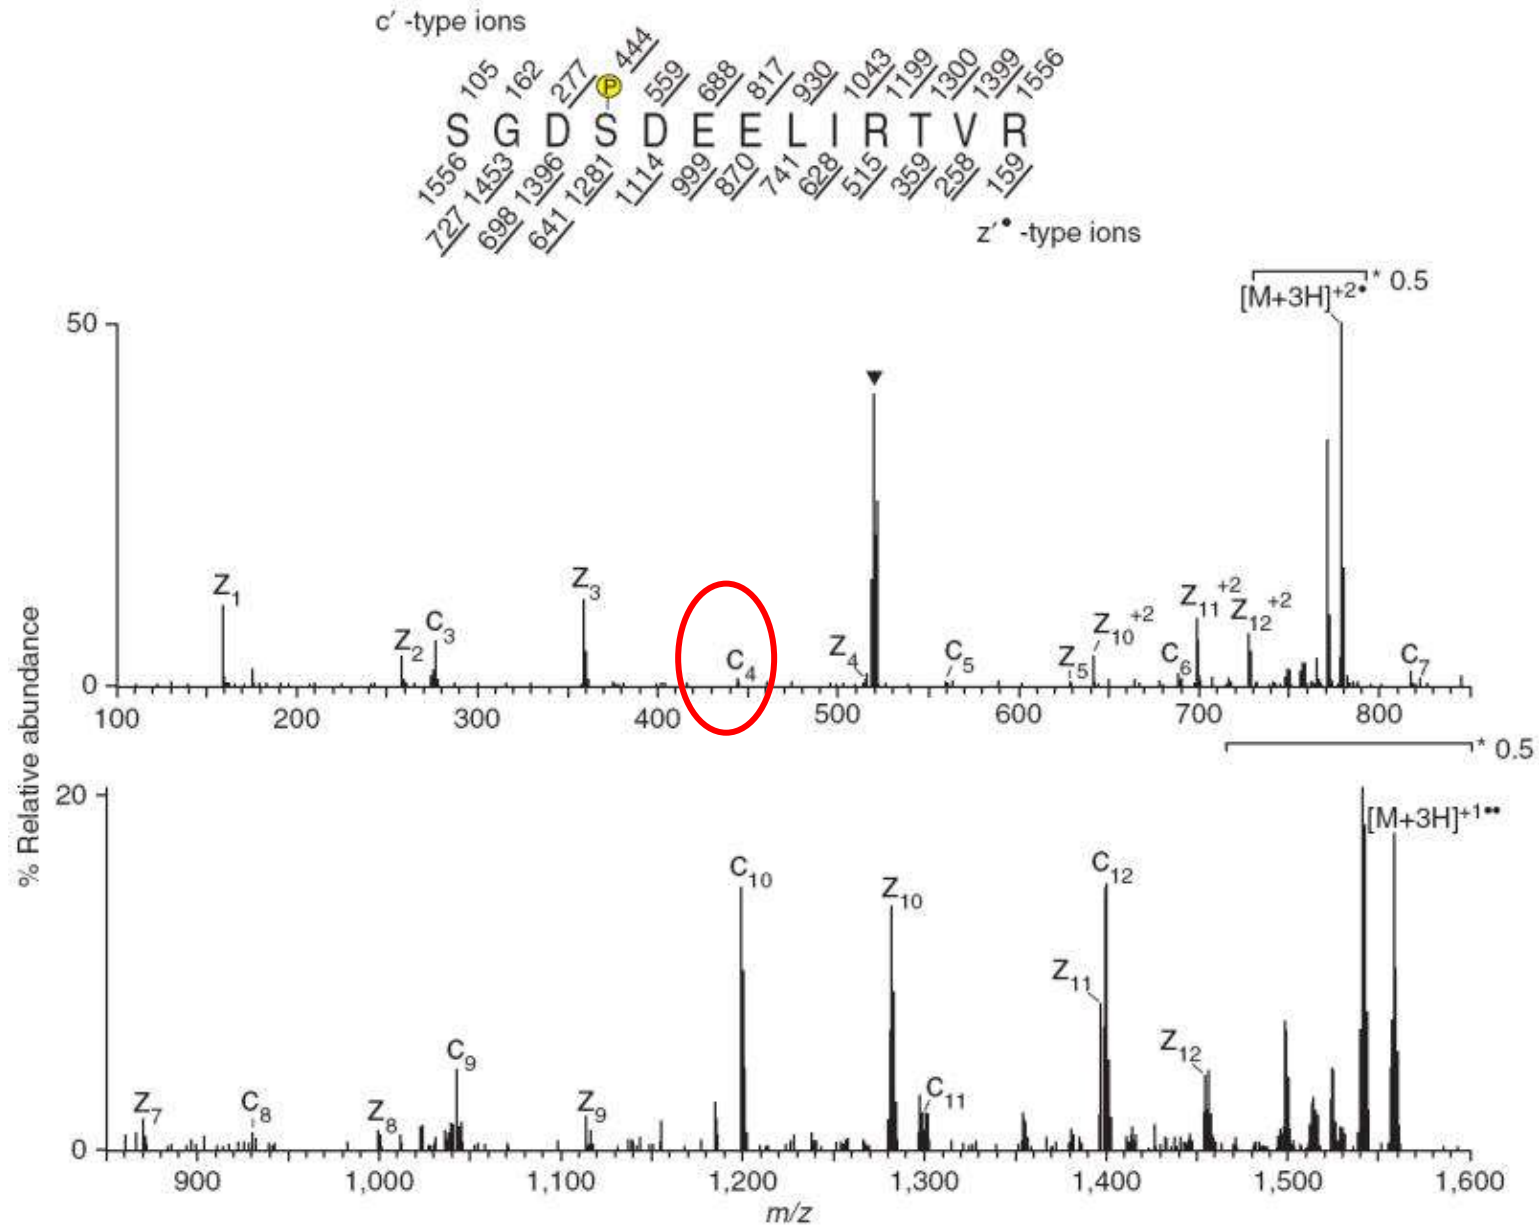 c′ -type ions
105 162 277 444 559 688 817 930 1043 1199 1300 1399 1556
P
S G D S D E E L I R T V R
1556 1453 1396 1281 1114 999 870 741 628 515 359 258 159
727 698 641
z′• -type ions
* 0.5
[M+3H]+2•
50
Z1
Z2
C3
Z3
C4
Z4
C5
Z5
Z10+2
C6
Z11+2
Z12+2
C7
0
100 200 300 400 500 600 700 800
* 0.5
20
[M+3H]+1••
Z7
C8
Z8
C9
Z9
C10
Z10
C11
Z11
C12
Z12
0
900 1,000 1,100 1,200 1,300 1,400 1,500 1,600
m/z
% Relative abundance